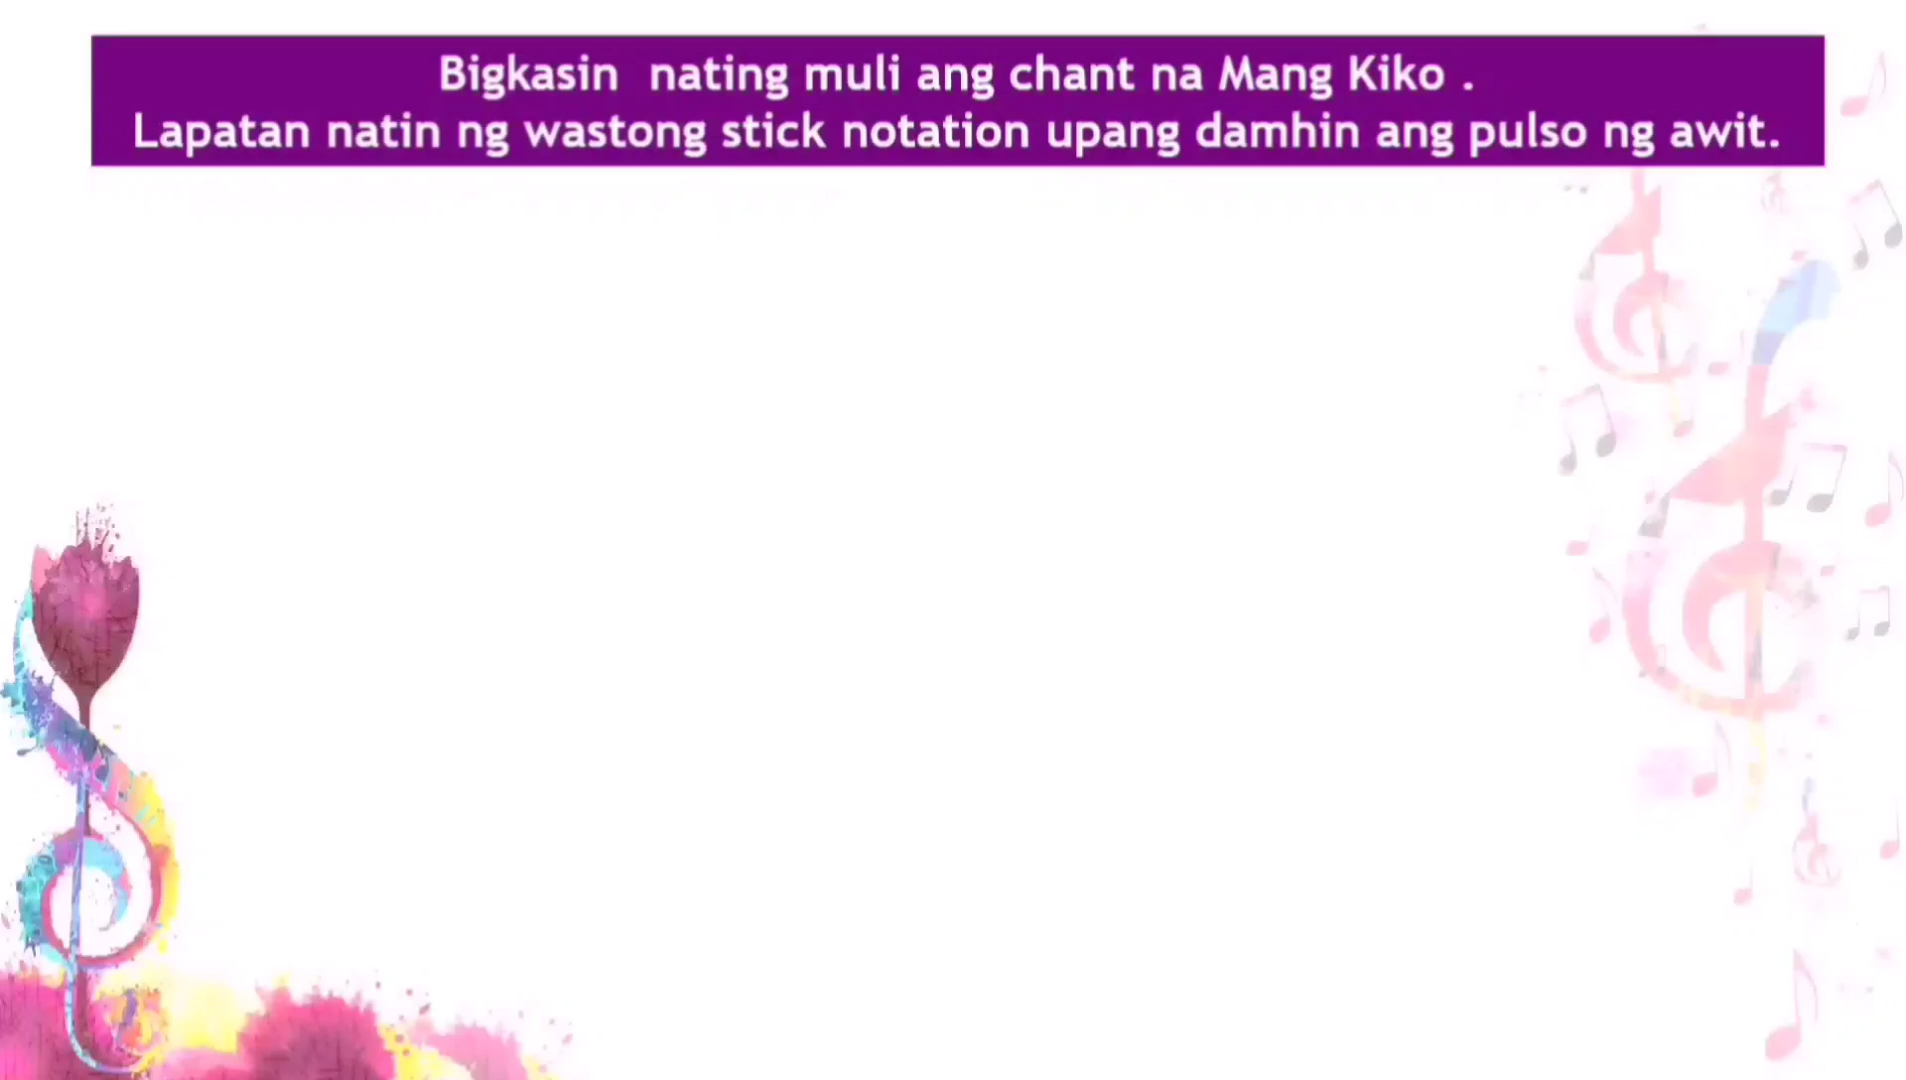 Bigkasin  nating muli ang chant na Mang Kiko .
Lapatan natin ng wastong stick notation upang damhin ang pulso ng awit.